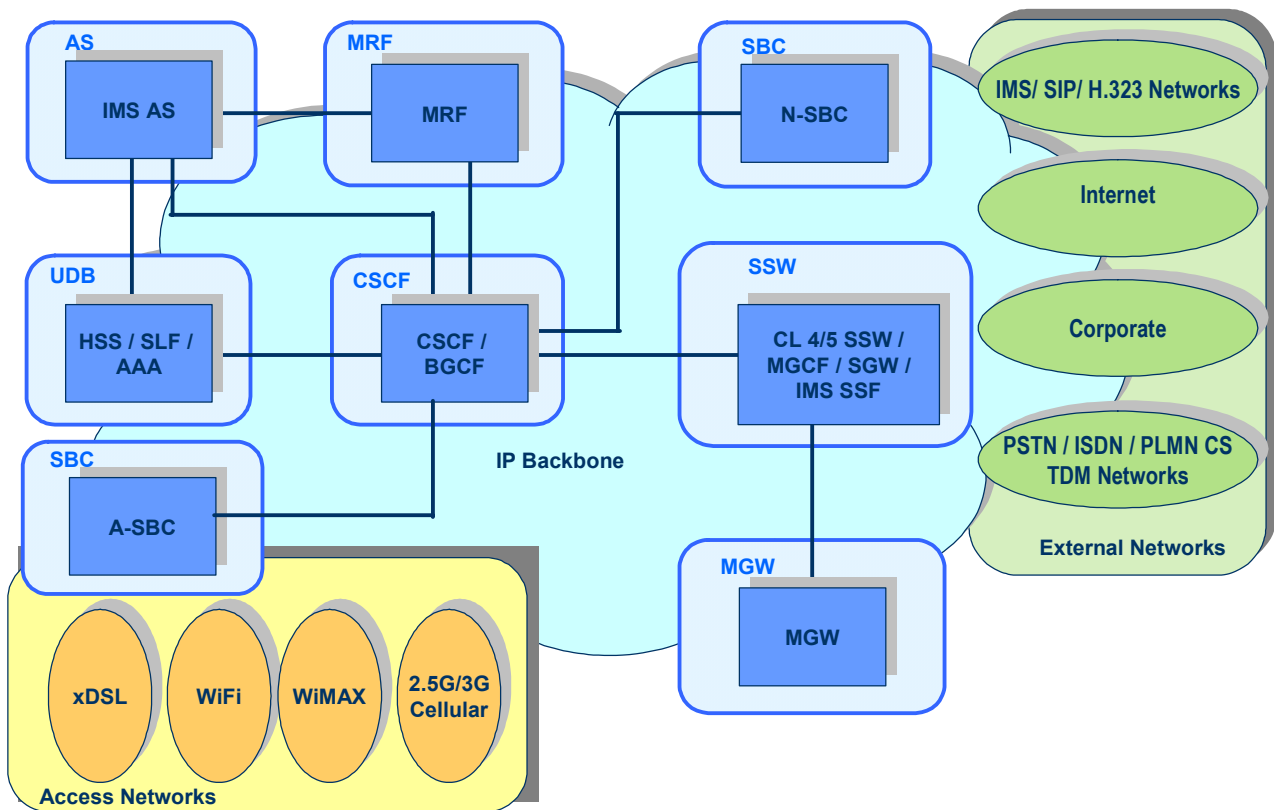 AS
IMS AS
MRF
MRF
SBC
N-SBC
IMS/ SIP/ H.323 Networks
Internet
Corporate
PSTN / ISDN / PLMN CS
TDM Networks
External Networks
UDB
HSS / SLF /
AAA
CSCF
CSCF /
BGCF
SSW
CL 4/5 SSW /
MGCF / SGW /
IMS SSF
IP Backbone
SBC
A-SBC
MGW
MGW
xDSL
WiFi
WiMAX
2.5G/3G
Cellular
Access Networks